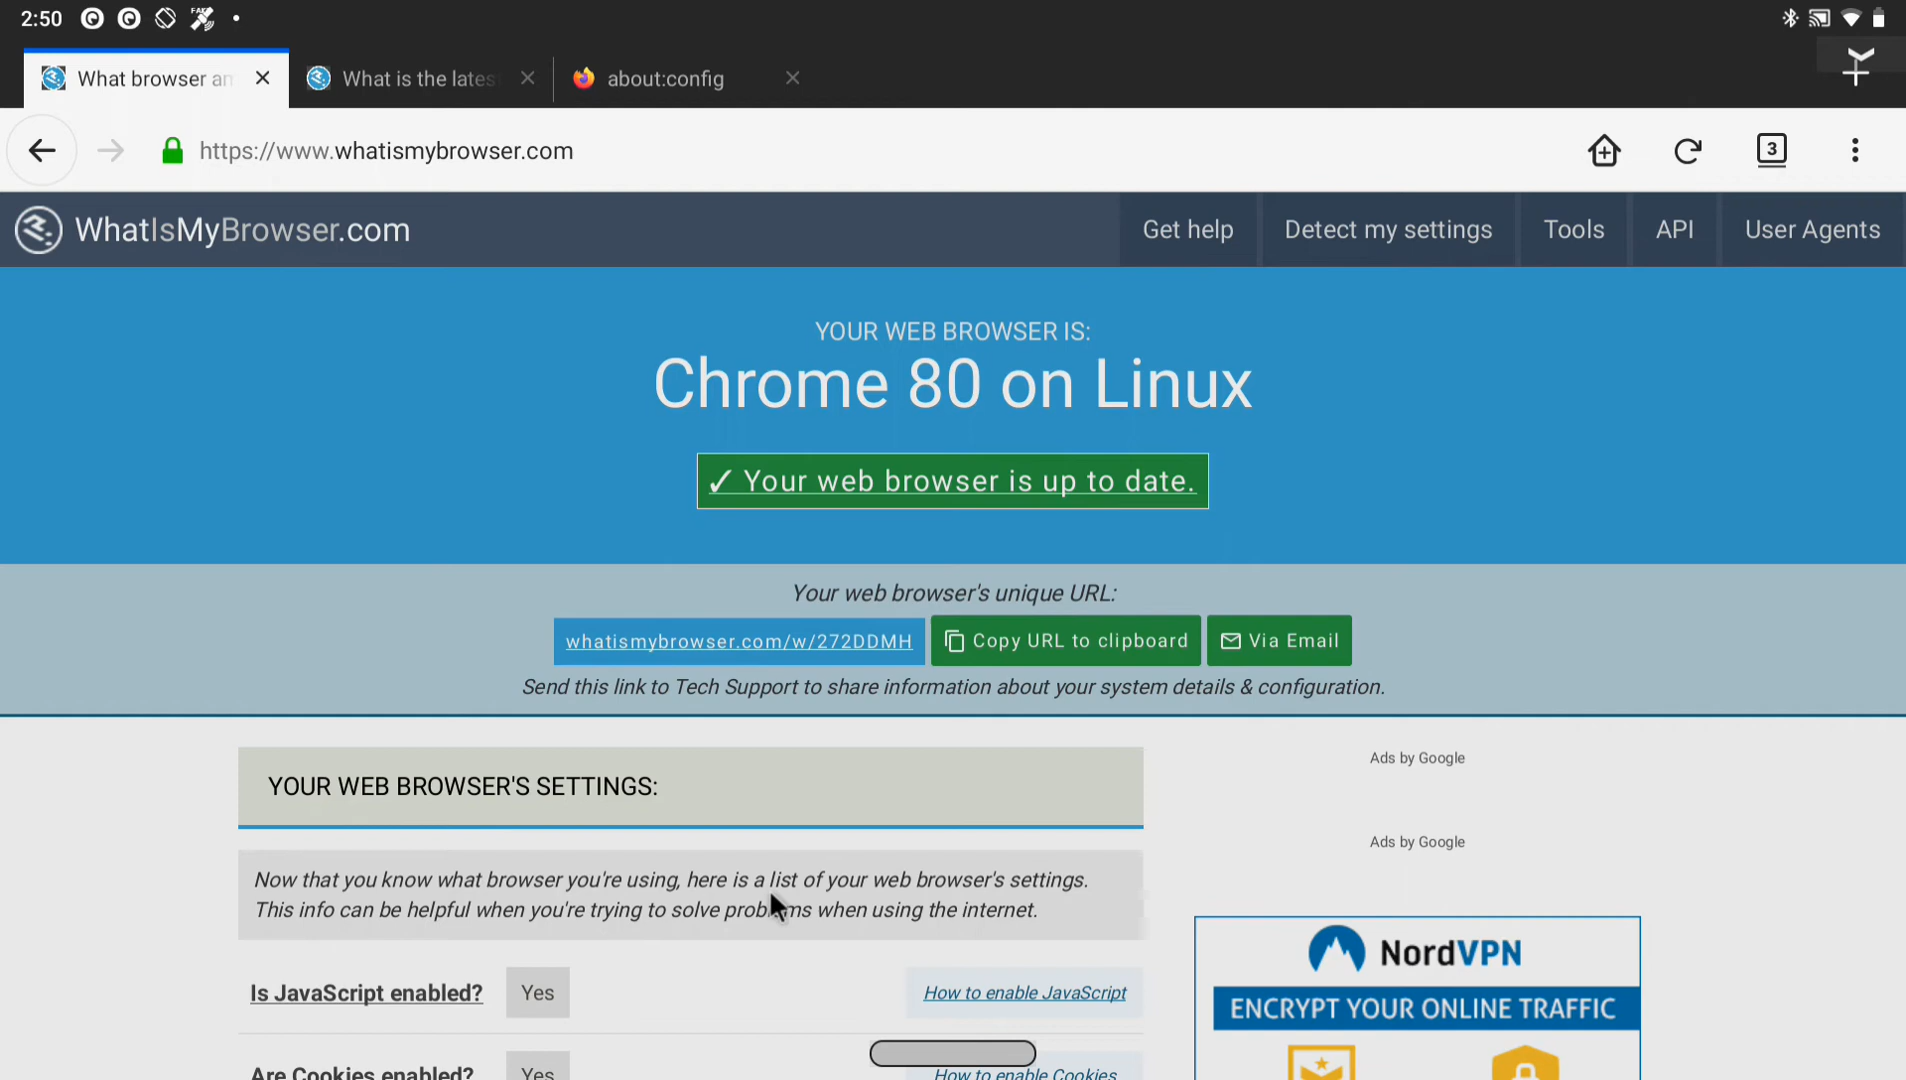 2:50
What browser am
What is the lates
about:config
https://www.whatismybrowser.com
3
WhatIsMyBrowser.com
Get help
Detect my settings
Tools
API
User Agents
YOUR WEB BROWSER IS:
Chrome 80 on Linux
✓ Your web browser is up to date.
Your web browser's unique URL:
whatismybrowser.com/w/272DDMH
Copy URL to clipboard
Via Email
Send this link to Tech Support to share information about your system details & configuration.
YOUR WEB BROWSER'S SETTINGS:
Now that you know what browser you're using, here is a list of your web browser's settings.
This info can be helpful when you're trying to solve problems when using the internet.
Is JavaScript enabled?
Yes
How to enable JavaScript
Are Cookies enabled?
Yes
How to enable Cookies
Ads by Google
Ads by Google
NordVPN
ENCRYPT YOUR ONLINE TRAFFIC